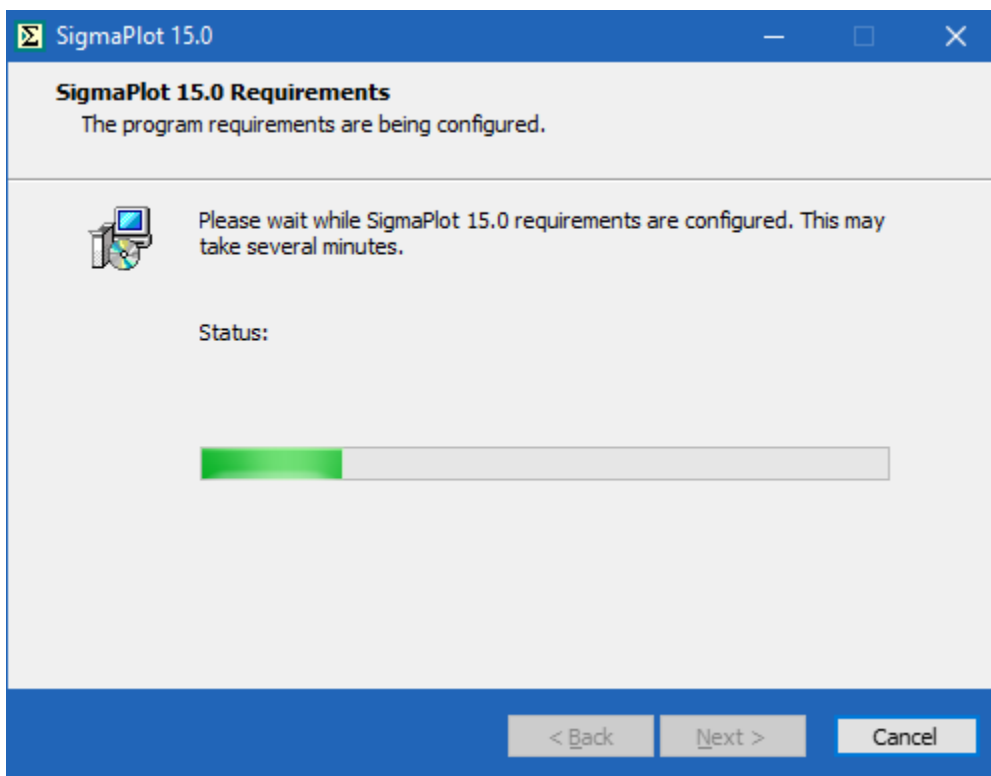 SigmaPlot 15.0
SigmaPlot 15.0 Requirements
The program requirements are being configured.
Please wait while SigmaPlot 15.0 requirements are configured. This may
take several minutes.
Status:
< Back Next > Cancel